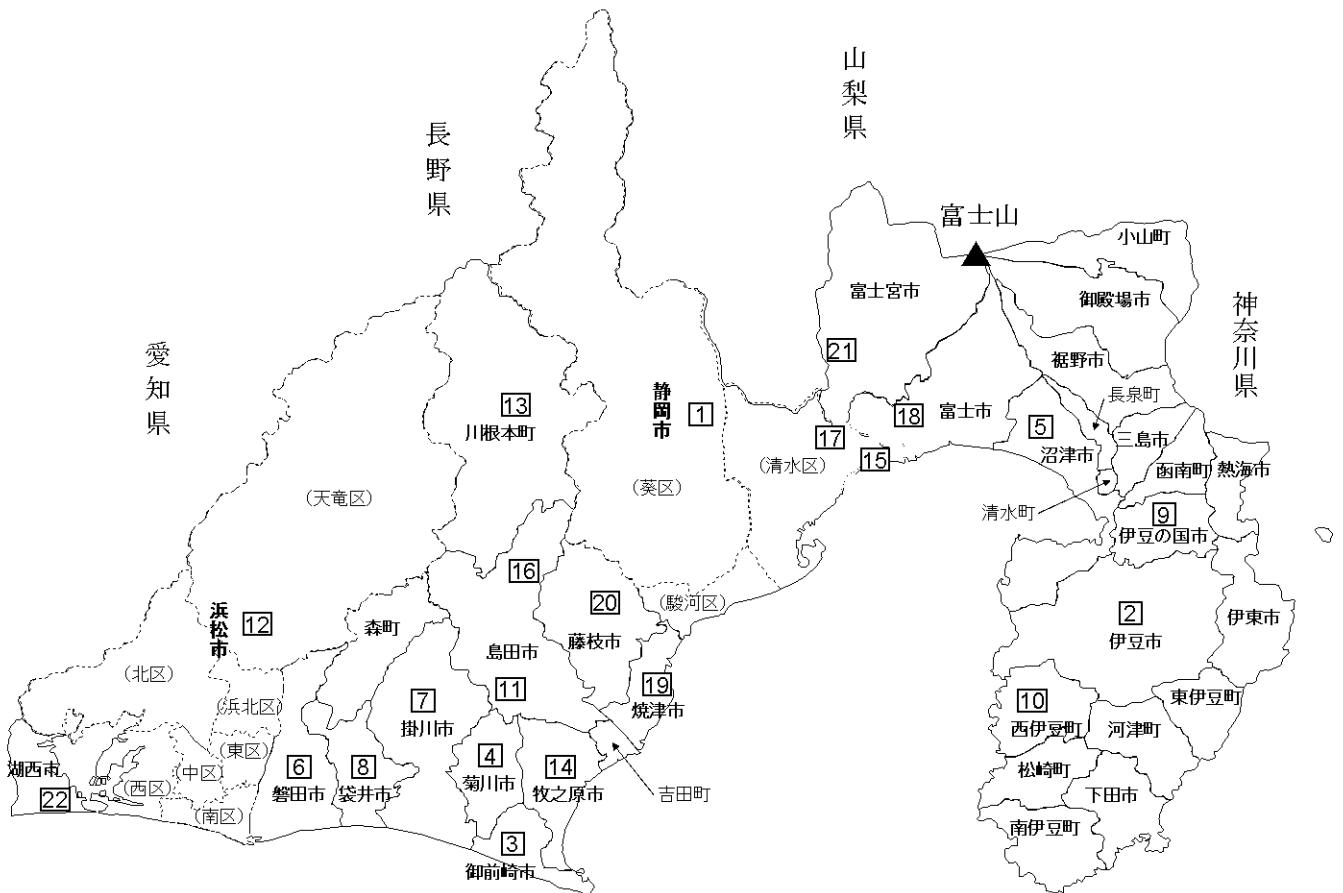 山梨県
長野県
富士山
小山町
富士宮市
御殿場市
神奈川県
愛知県
21
裾野市
静岡市
長泉町
13
1
18
富士市
5
川根本町
17
三島市
沼津市
(清水区)
15
函南町
熱海市
(葵区)
(天竜区)
清水町
9
伊豆の国市
16
20
(駿河区)
2
浜松市
12
森町
藤枝市
伊豆市
伊東市
島田市
(北区)
11
19
7
焼津市
10
東伊豆町
(浜北区)
掛川市
西伊豆町
河津町
(東区)
4
湖西市
(中区)
6
8
14
松崎町
(西区)
菊川市
22
磐田市
袋井市
牧之原市
吉田町
下田市
(南区)
3
南伊豆町
御前崎市